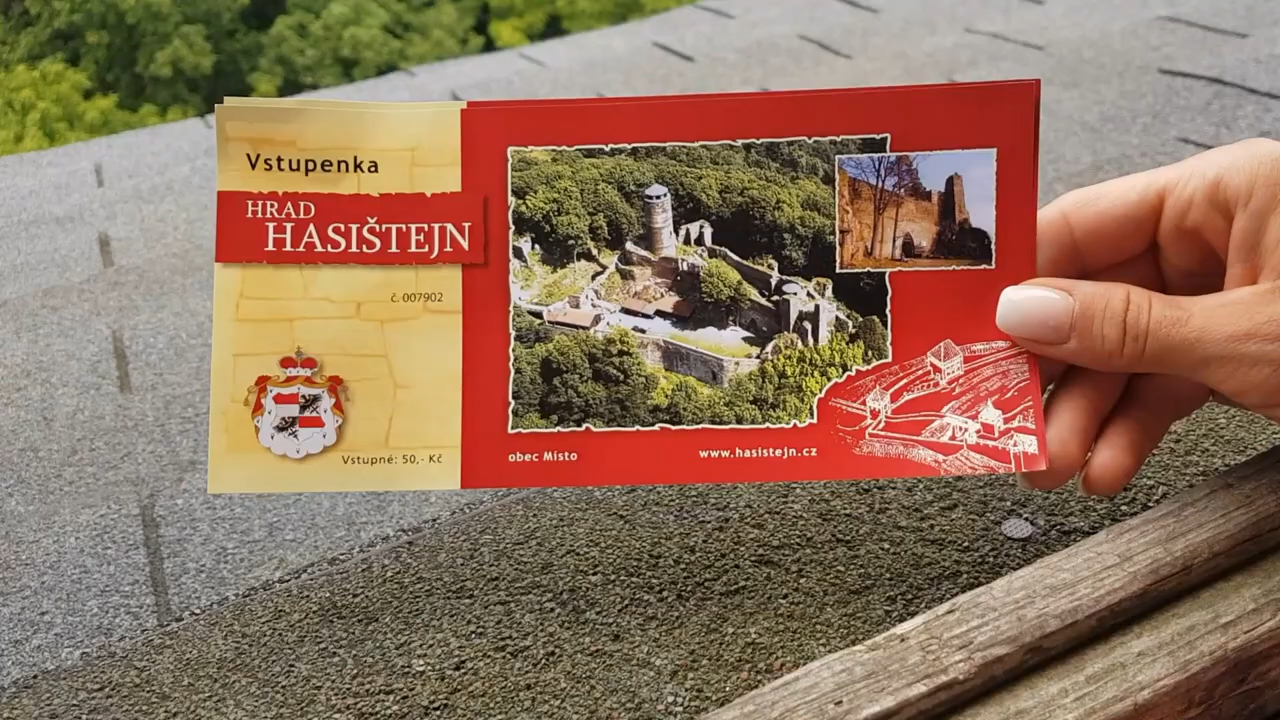 Vstupenka
HRAD
HASIŠTEJN
č. 007902
Vstupné: 50,- Kč
obec Místo
www.hasistejn.cz